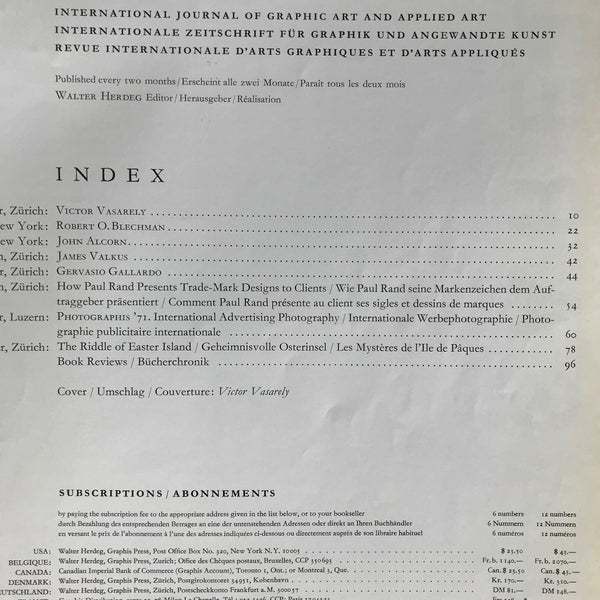 INTERNATIONAL JOURNAL OF GRAPHIC ART AND APPLIED ART
INTERNATIONALE ZEITSCHRIFT FÜR GRAPHIK UND ANGEWANDTE KUNST
REVUE INTERNATIONALE D'ARTS GRAPHIQUES ET D'ARTS APPLIQUÉS
Published every two months/Erscheint alle zwei Monate/Paraît tous les deux mois
WALTER HERDEG Editor/Herausgeber/Réalisation
INDEX
r, Zürich: VICTOR VASARELY 10
ew York: ROBERT O. BLECHMAN 22
ew York: JOHN ALCORN 32
n, Zürich: JAMES VALKUS 42
r, Zürich: GERVASIO GALLARDO 44
n, Zürich: How Paul Rand Presents Trade-Mark Designs to Clients / Wie Paul Rand seine Markenzeichen dem Auf-
traggeber präsentiert / Comment Paul Rand présente au client ses sigles et dessins de marques 54
r, Luzern: PHOTOGRAPHIS '71. International Advertising Photography / Internationale Werbephotographie / Photo-
graphie publicitaire internationale 60
r, Zürich: The Riddle of Easter Island / Geheimnisvolle Osterinsel / Les Mystères de l'Ile de Pâques 78
Book Reviews / Bücherchronik 96
Cover / Umschlag / Couverture: Victor Vasarely
SUBSCRIPTIONS / ABONNEMENTS
by paying the subscription fee to the appropriate address given in the list below, or to your bookseller 6 numbers 12 numbers
durch Bezahlung des entsprechenden Betrages an eine der untenstehenden Adressen oder direkt an Ihren Buchhändler 6 Nummern 12 Nummern
en versant le prix de l'abonnement à l'une des adresses indiquées ci-dessous ou directement auprès de son libraire habituel 6 numéros 12 numéros
USA: Walter Herdeg, Graphis Press, Post Office Box No. 320, New York N.Y. 10005 $ 23.50 $ 43.—
BELGIQUE: Walter Herdeg, Graphis Press, Zurich; Office des Chèques postaux, Bruxelles, CCP 350693 Fr. b. 1140.— Fr. b. 2070.—
CANADA: Canadian Imperial Bank of Commerce (Graphis Account), Toronto 1, Ont.; or Montreal 3, Que. Can.$ 25.50 Can.$ 45.—
DENMARK: Walter Herdeg, Graphis Press, Zürich, Postgirokontoret 34951, København Kr. 170.— Kr. 310.—
EUTSCHLAND: Walter Herdeg, Graphis Press, Zürich, Postscheckkonto Frankfurt a.M. 300057 DM 81.— DM 148.—